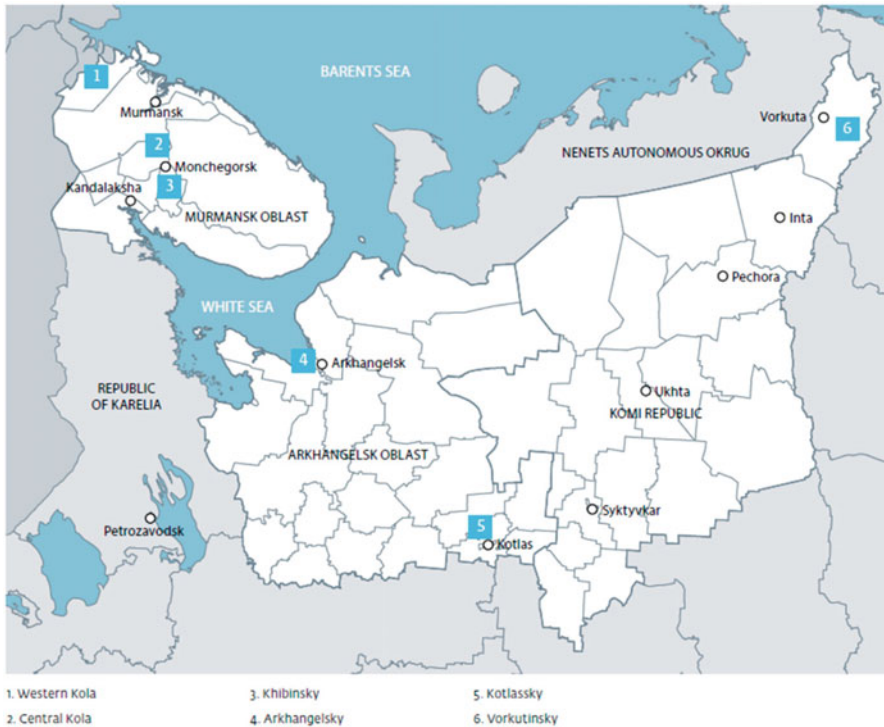 BARENTS SEA
1
Murmansk
Vorkuta
6
2
NENETS AUTONOMOUS OKRUG
Monchegorsk
Kandalaksha
3
MURMANSK OBLAST
Inta
Pechora
WHITE SEA
4
Arkhangelsk
REPUBLIC
OF KARELIA
Ukhta
KOMI REPUBLIC
ARKHANGELSK OBLAST
Syktyvkar
Petrozavodsk
5
Kotlas
1. Western Kola
3. Khibinsky
5. Kotlassky
2. Central Kola
4. Arkhangelsky
6. Vorkutinsky